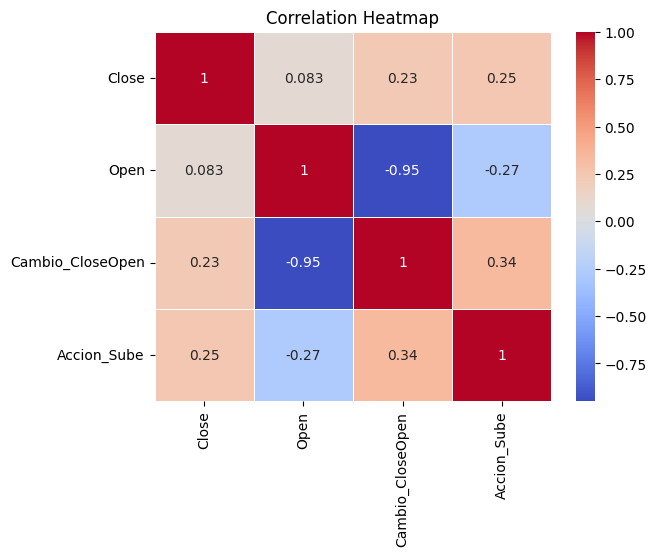 Correlation Heatmap
Close 1 0.083 0.23 0.25
Open 0.083 1 -0.95 -0.27
Cambio_CloseOpen 0.23 -0.95 1 0.34
Accion_Sube 0.25 -0.27 0.34 1
Close
Open
Cambio_CloseOpen
Accion_Sube
1.00
0.75
0.50
0.25
0.00
−0.25
−0.50
−0.75